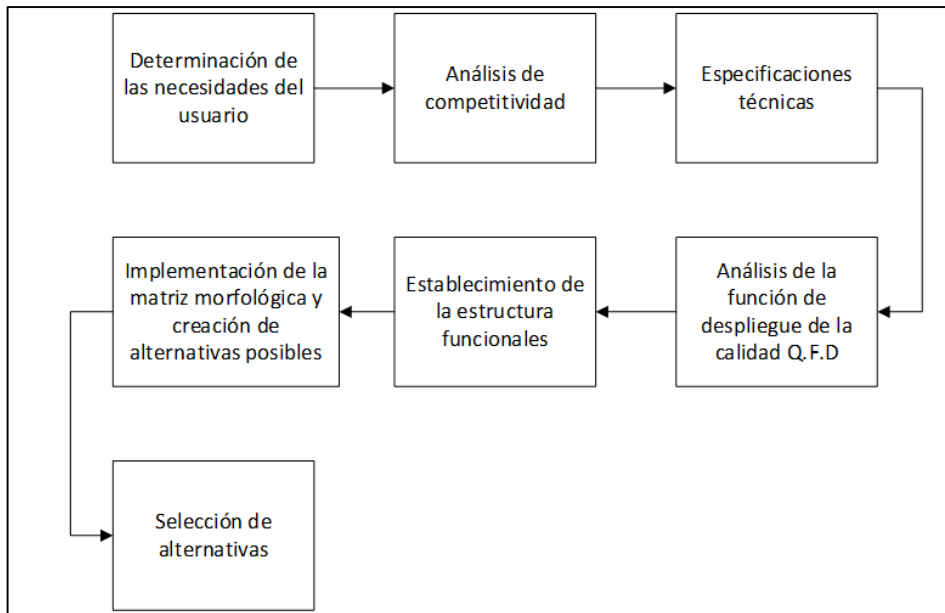 Determinación de
las necesidades del
usuario
Análisis de
competitividad
Especificaciones
técnicas
Análisis de la
función de
despliegue de la
calidad Q.F.D
Establecimiento de
la estructura
funcionales
Implementación de la
matriz morfológica y
creación de
alternativas posibles
Selección de
alternativas